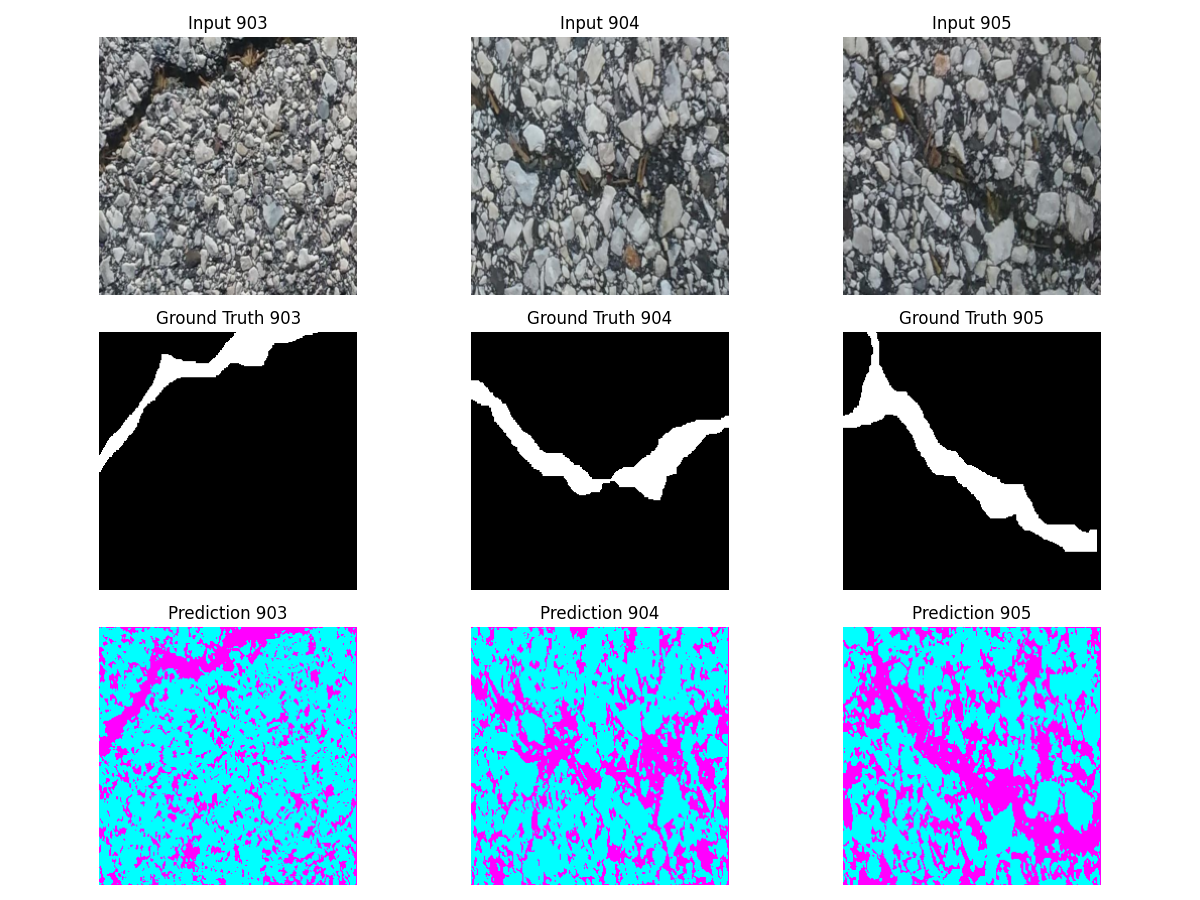 Input 903
Input 904
Input 905
Ground Truth 903
Ground Truth 904
Ground Truth 905
Prediction 903
Prediction 904
Prediction 905